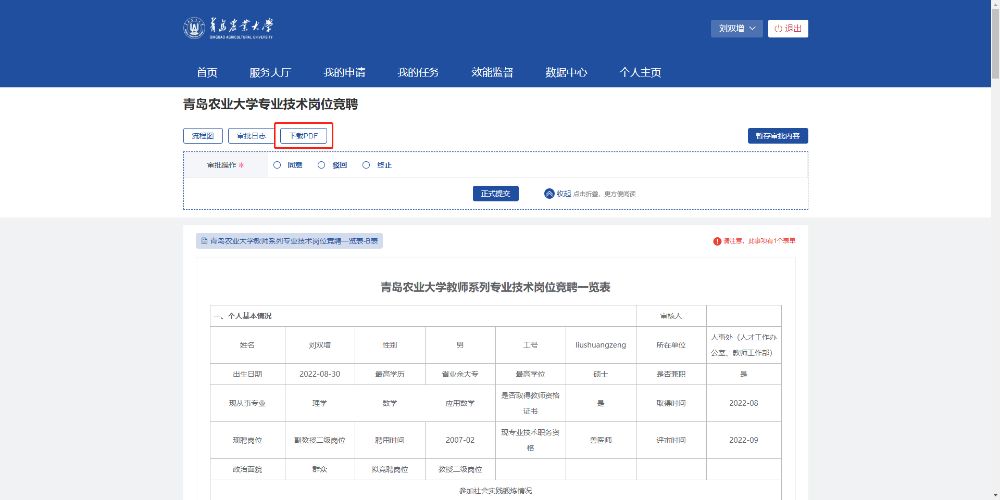 青岛农业大学
QINGDAO AGRICULTURAL UNIVERSITY
刘双增 退出
首页 服务大厅 我的申请 我的任务 效能监督 数据中心 个人主页
青岛农业大学专业技术岗位竞聘
流程图 审批日志 下载PDF 暂存审批内容
审批操作 * 同意 驳回 终止
正式提交 收起 点击折叠，更方便阅读
青岛农业大学教师系列专业技术岗位竞聘一览表-B表 请注意，此事项有1个表单
青岛农业大学教师系列专业技术岗位竞聘一览表
一、个人基本情况 审核人
姓名 刘双增 性别 男 工号 liushuangzeng 所在单位 人事处（人才工作办
公室、教师工作部）
出生日期 2022-08-30 最高学历 省业余大专 最高学位 硕士 是否兼职 是
现从事专业 理学 数学 应用数学 是否取得教师资格
证书 是 取得时间 2022-08
现聘岗位 副教授二级岗位 聘用时间 2007-02 现专业技术职务资
格 兽医师 评审时间 2022-09
政治面貌 群众 拟竞聘岗位 教授二级岗位
参加社会实践锻炼情况